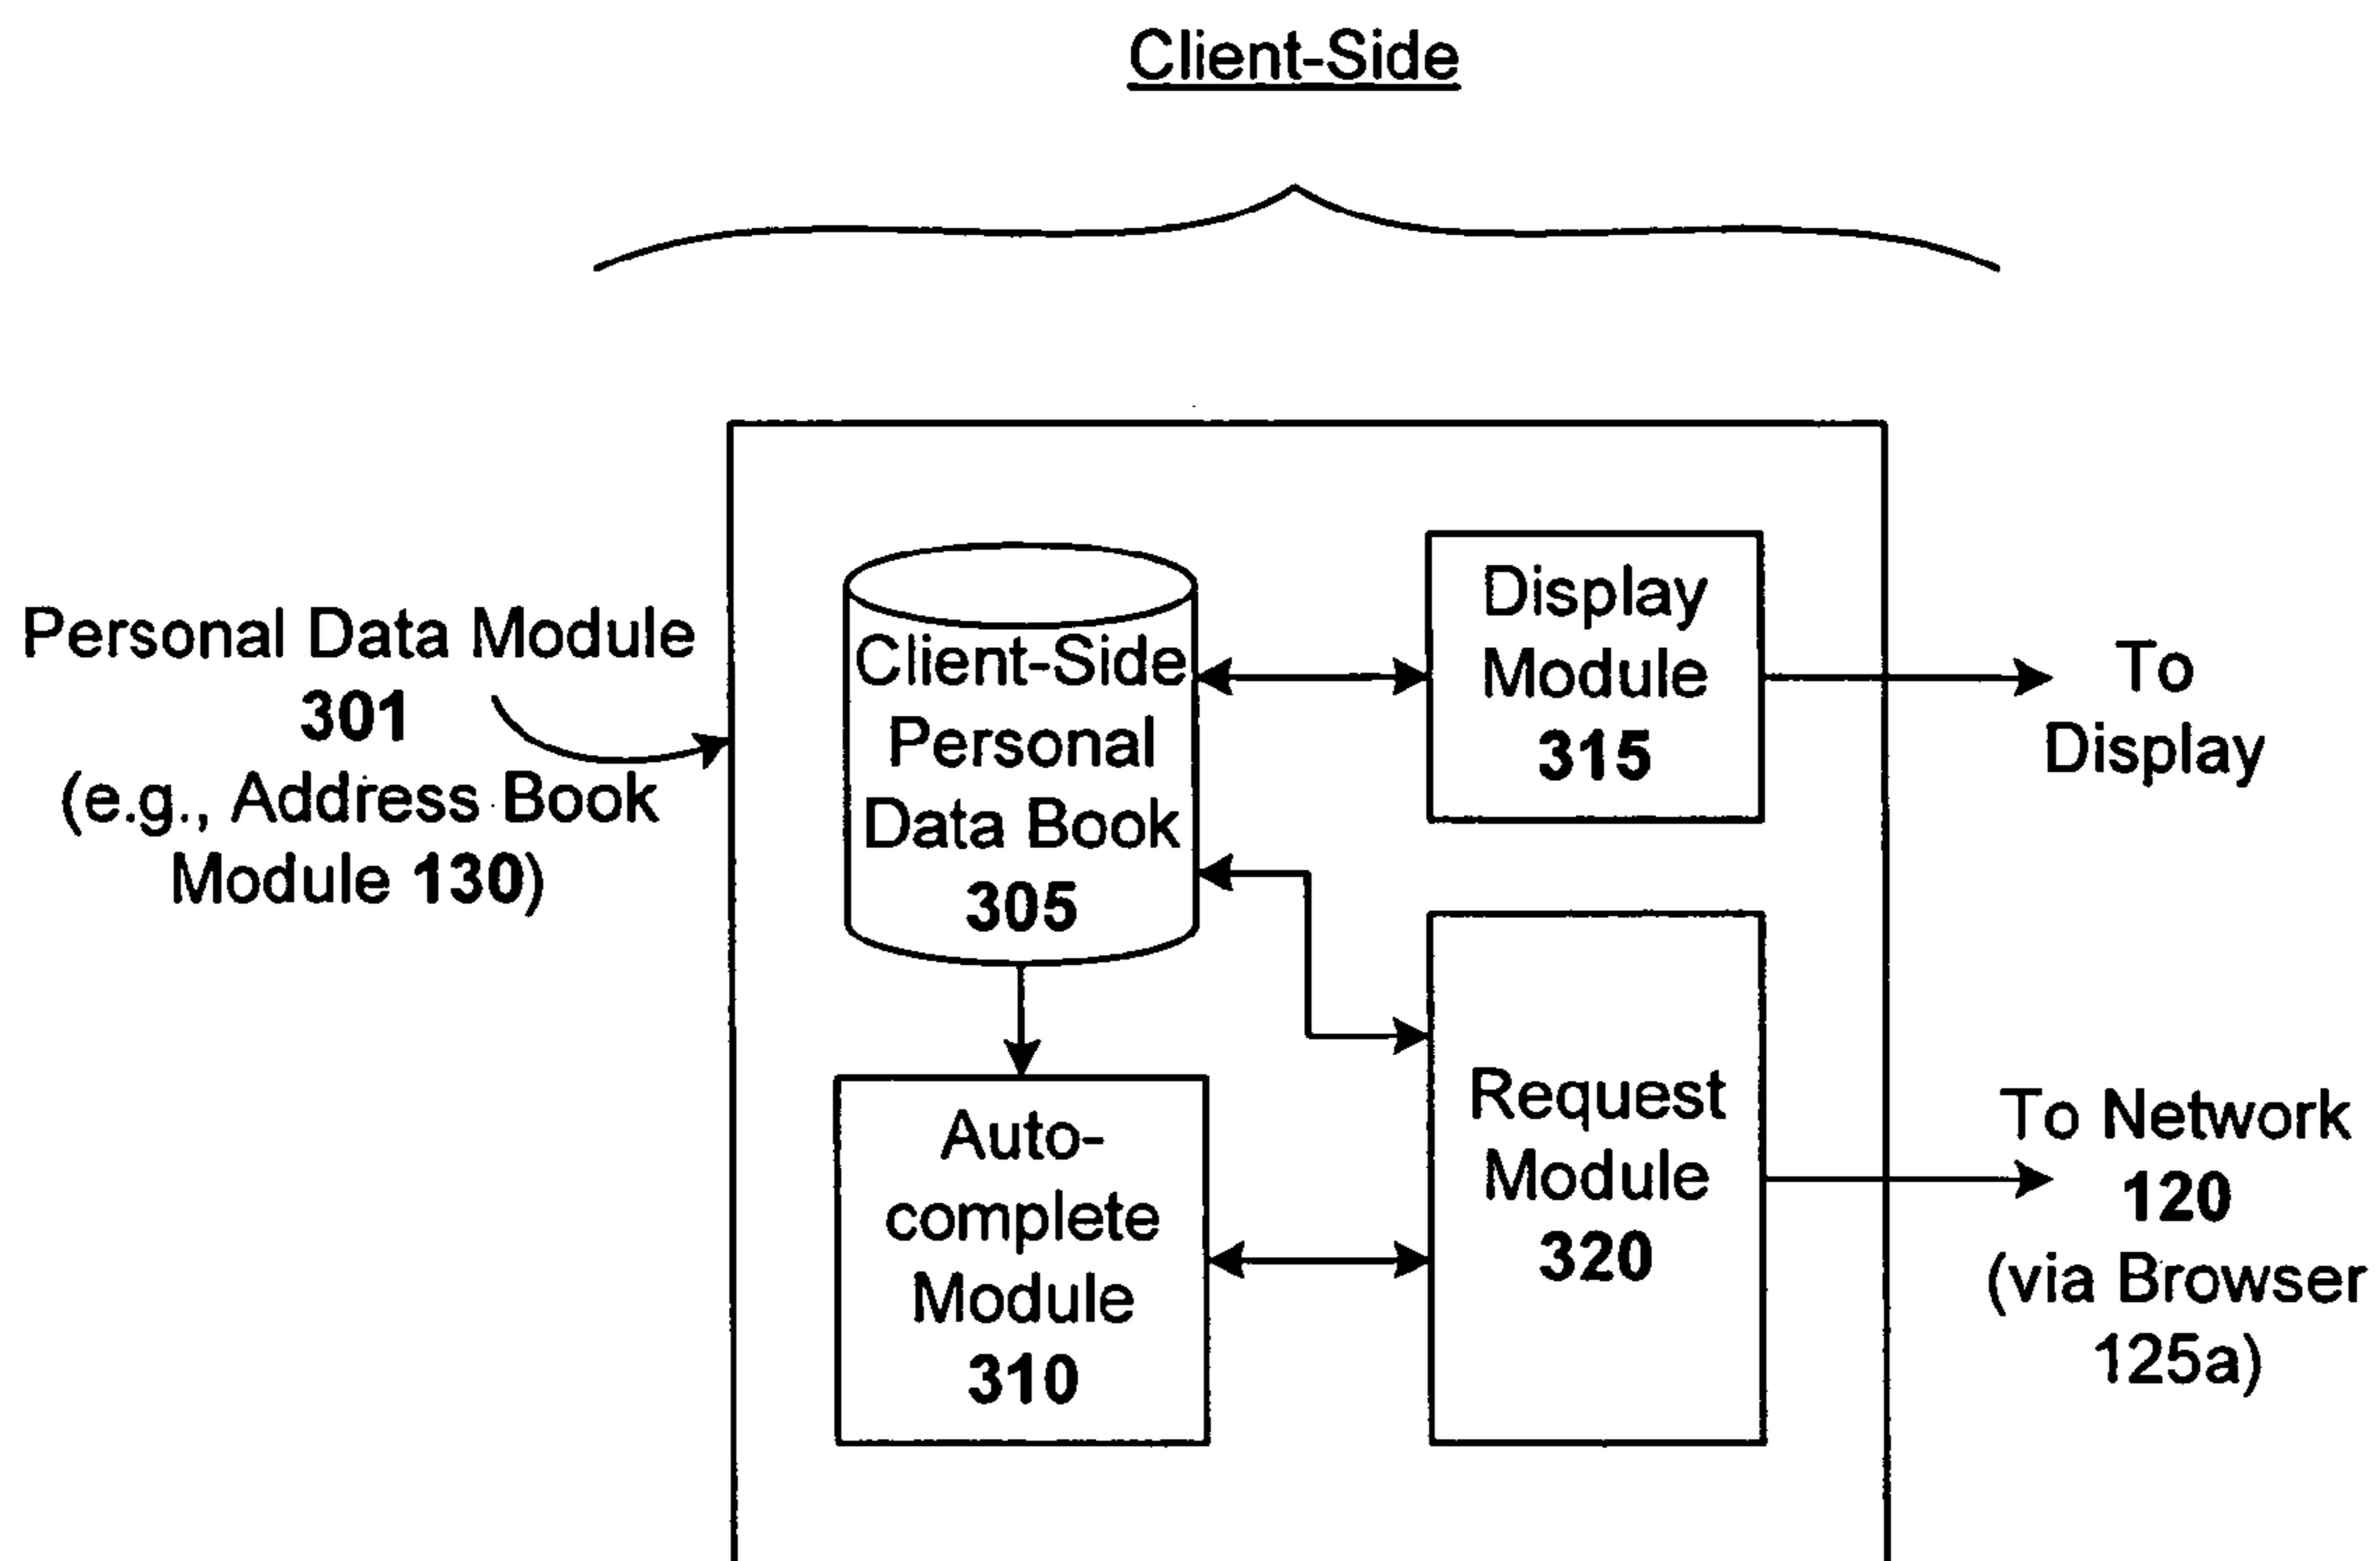 Client-Side
Personal Data Module
301
(e.g., Address Book
Module 130)
Client-Side
Personal
Data Book
305
Display
Module
315
To
Display
Auto-
complete
Module
310
Request
Module
320
To Network
120
(via Browser
125a)